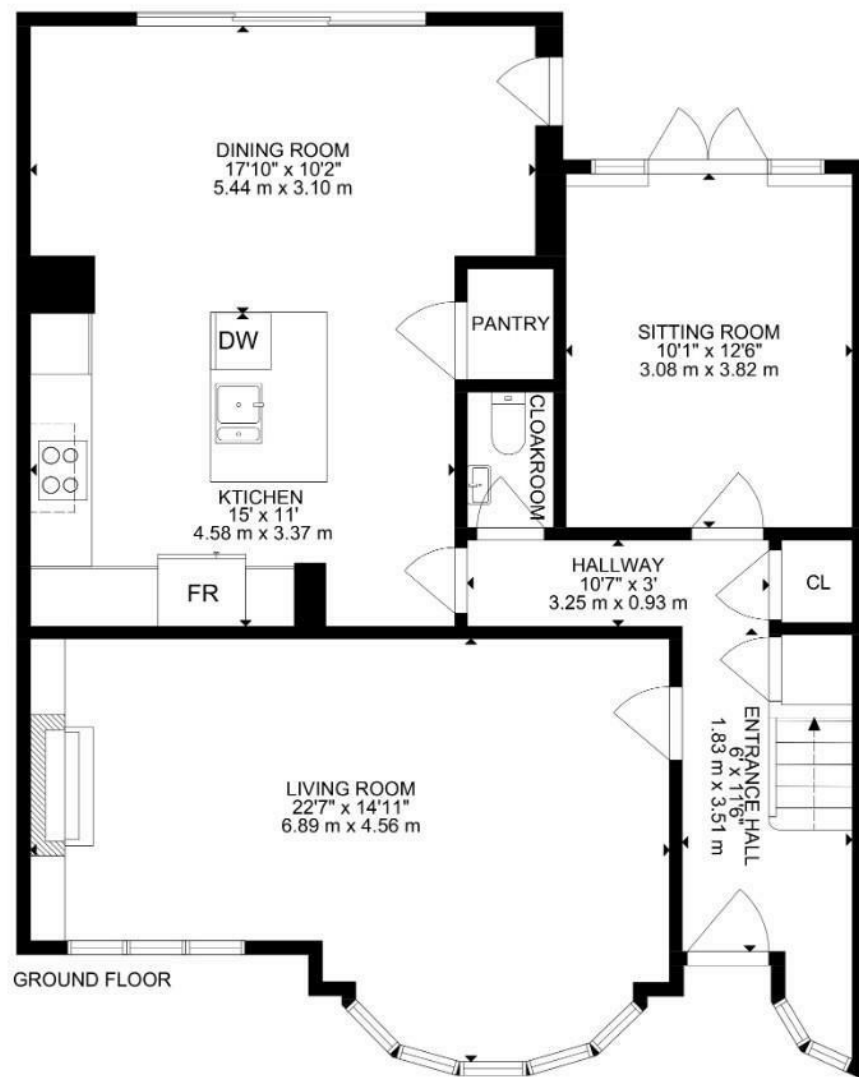 DINING ROOM
17'10" x 10'2"
5.44 m x 3.10 m
PANTRY
SITTING ROOM
10'1" x 12'6"
3.08 m x 3.82 m
DW
CLOAKROOM
KTICHEN
15' x 11'
4.58 m x 3.37 m
FR
HALLWAY
10'7" x 3'
3.25 m x 0.93 m
CL
ENTRANCE HALL
6' x 11'6"
1.83 m x 3.51 m
LIVING ROOM
22'7" x 14'11"
6.89 m x 4.56 m
GROUND FLOOR